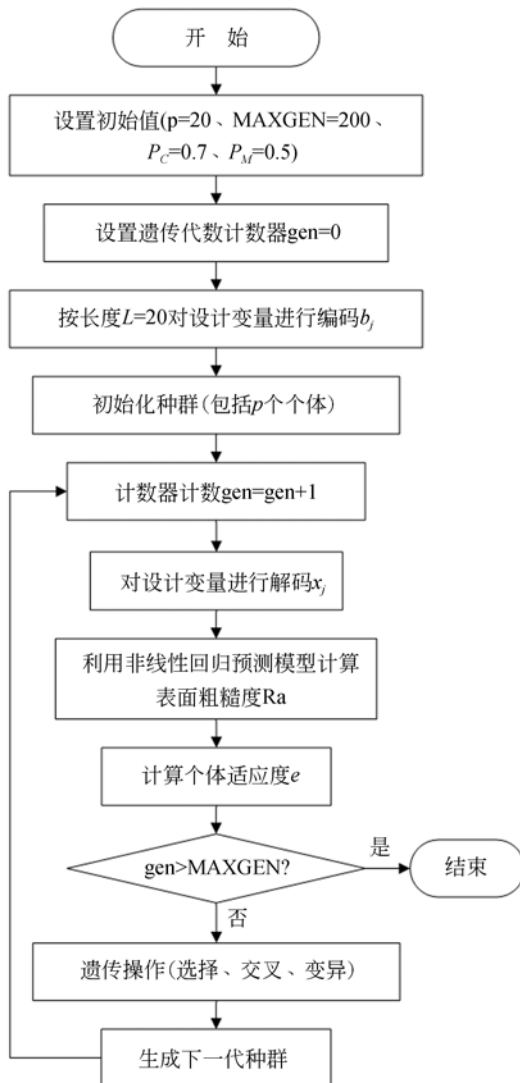 开 始
设置初始值(p=20、MAXGEN=200、
P_C=0.7、P_M=0.5)
设置遗传代数计数器gen=0
按长度L=20对设计变量进行编码b_j
初始化种群(包括p个个体)
计数器计数gen=gen+1
对设计变量进行解码x_j
利用非线性回归预测模型计算
表面粗糙度Ra
计算个体适应度e
gen>MAXGEN?
是
结束
否
遗传操作(选择、交叉、变异)
生成下一代种群